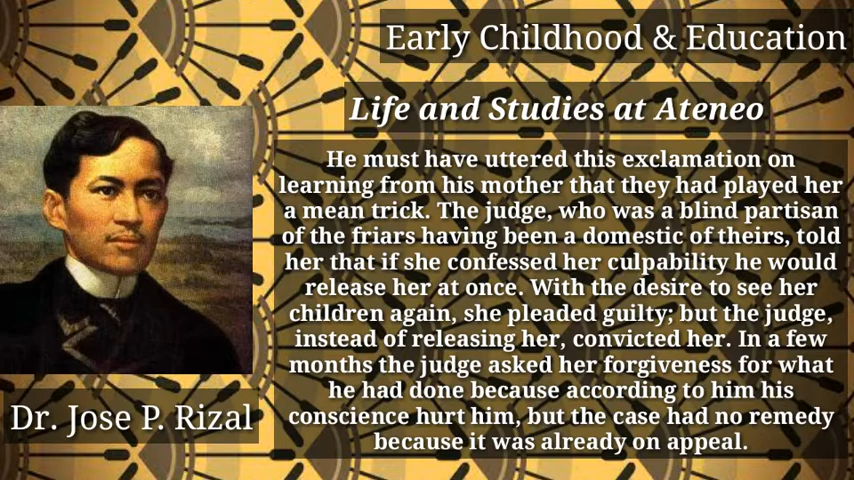 Early Childhood & Education
Life and Studies at Ateneo
He must have uttered this exclamation on
learning from his mother that they had played her
a mean trick. The judge, who was a blind partisan
of the friars having been a domestic of theirs, told
her that if she confessed her culpability he would
release her at once. With the desire to see her
children again, she pleaded guilty; but the judge,
instead of releasing her, convicted her. In a few
months the judge asked her forgiveness for what
he had done because according to him his
conscience hurt him, but the case had no remedy
because it was already on appeal.
Dr. Jose P. Rizal